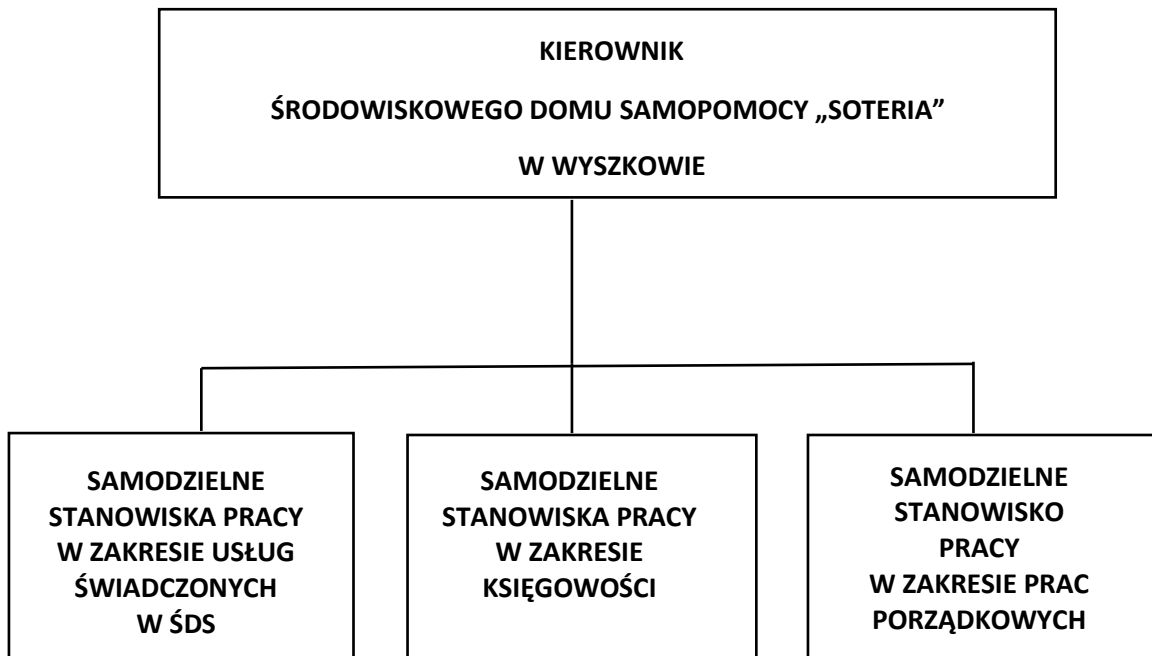 KIEROWNIK
ŚRODOWISKOWEGO DOMU SAMOPOMOCY „SOTERIA”
W WYSZKOWIE
SAMODZIELNE
STANOWISKA PRACY
W ZAKRESIE USŁUG
ŚWIADCZONYCH
W ŚDS
SAMODZIELNE
STANOWISKA PRACY
W ZAKRESIE
KSIĘGOWOŚCI
SAMODZIELNE
STANOWISKO
PRACY
W ZAKRESIE PRAC
PORZĄDKOWYCH